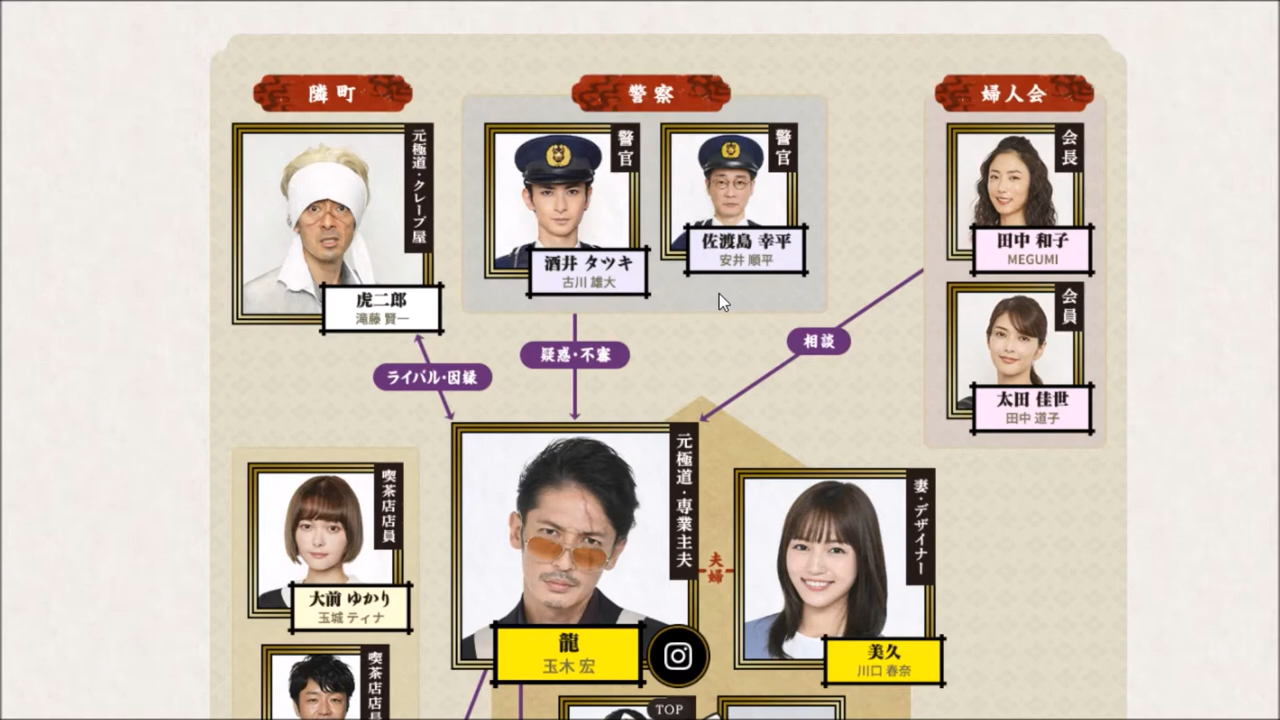 隣町
警察
婦人会
元極道・クレープ屋
虎二郎
滝藤 賢一
警官
酒井 タツキ
古川 雄大
警官
佐渡島 幸平
安井 順平
会長
田中 和子
MEGUMI
会員
太田 佳世
田中 道子
ライバル・因縁
疑惑・不審
相談
元極道・専業主夫
龍
玉木 宏
夫婦
妻・デザイナー
美久
川口 春奈
喫茶店店員
大前 ゆかり
玉城 ティナ
喫茶店店員
TOP